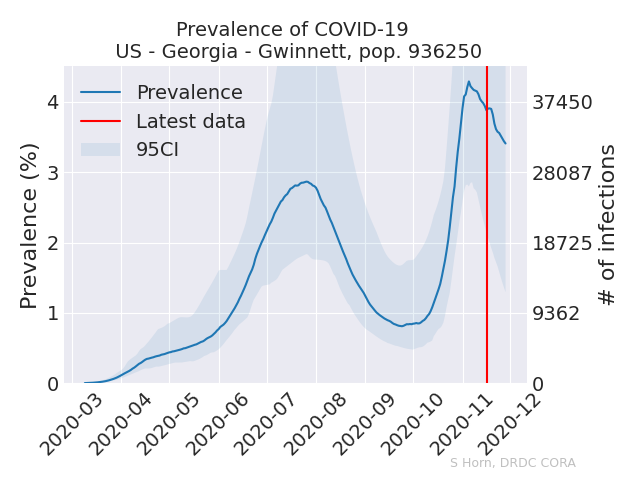 Prevalence of COVID-19
US - Georgia - Gwinnett, pop. 936250
Prevalence
Latest data
95CI
Prevalence (%)
4
3
2
1
0
37450
28087
18725
9362
0
# of infections
2020-03
2020-04
2020-05
2020-06
2020-07
2020-08
2020-09
2020-10
2020-11
2020-12
S Horn, DRDC CORA